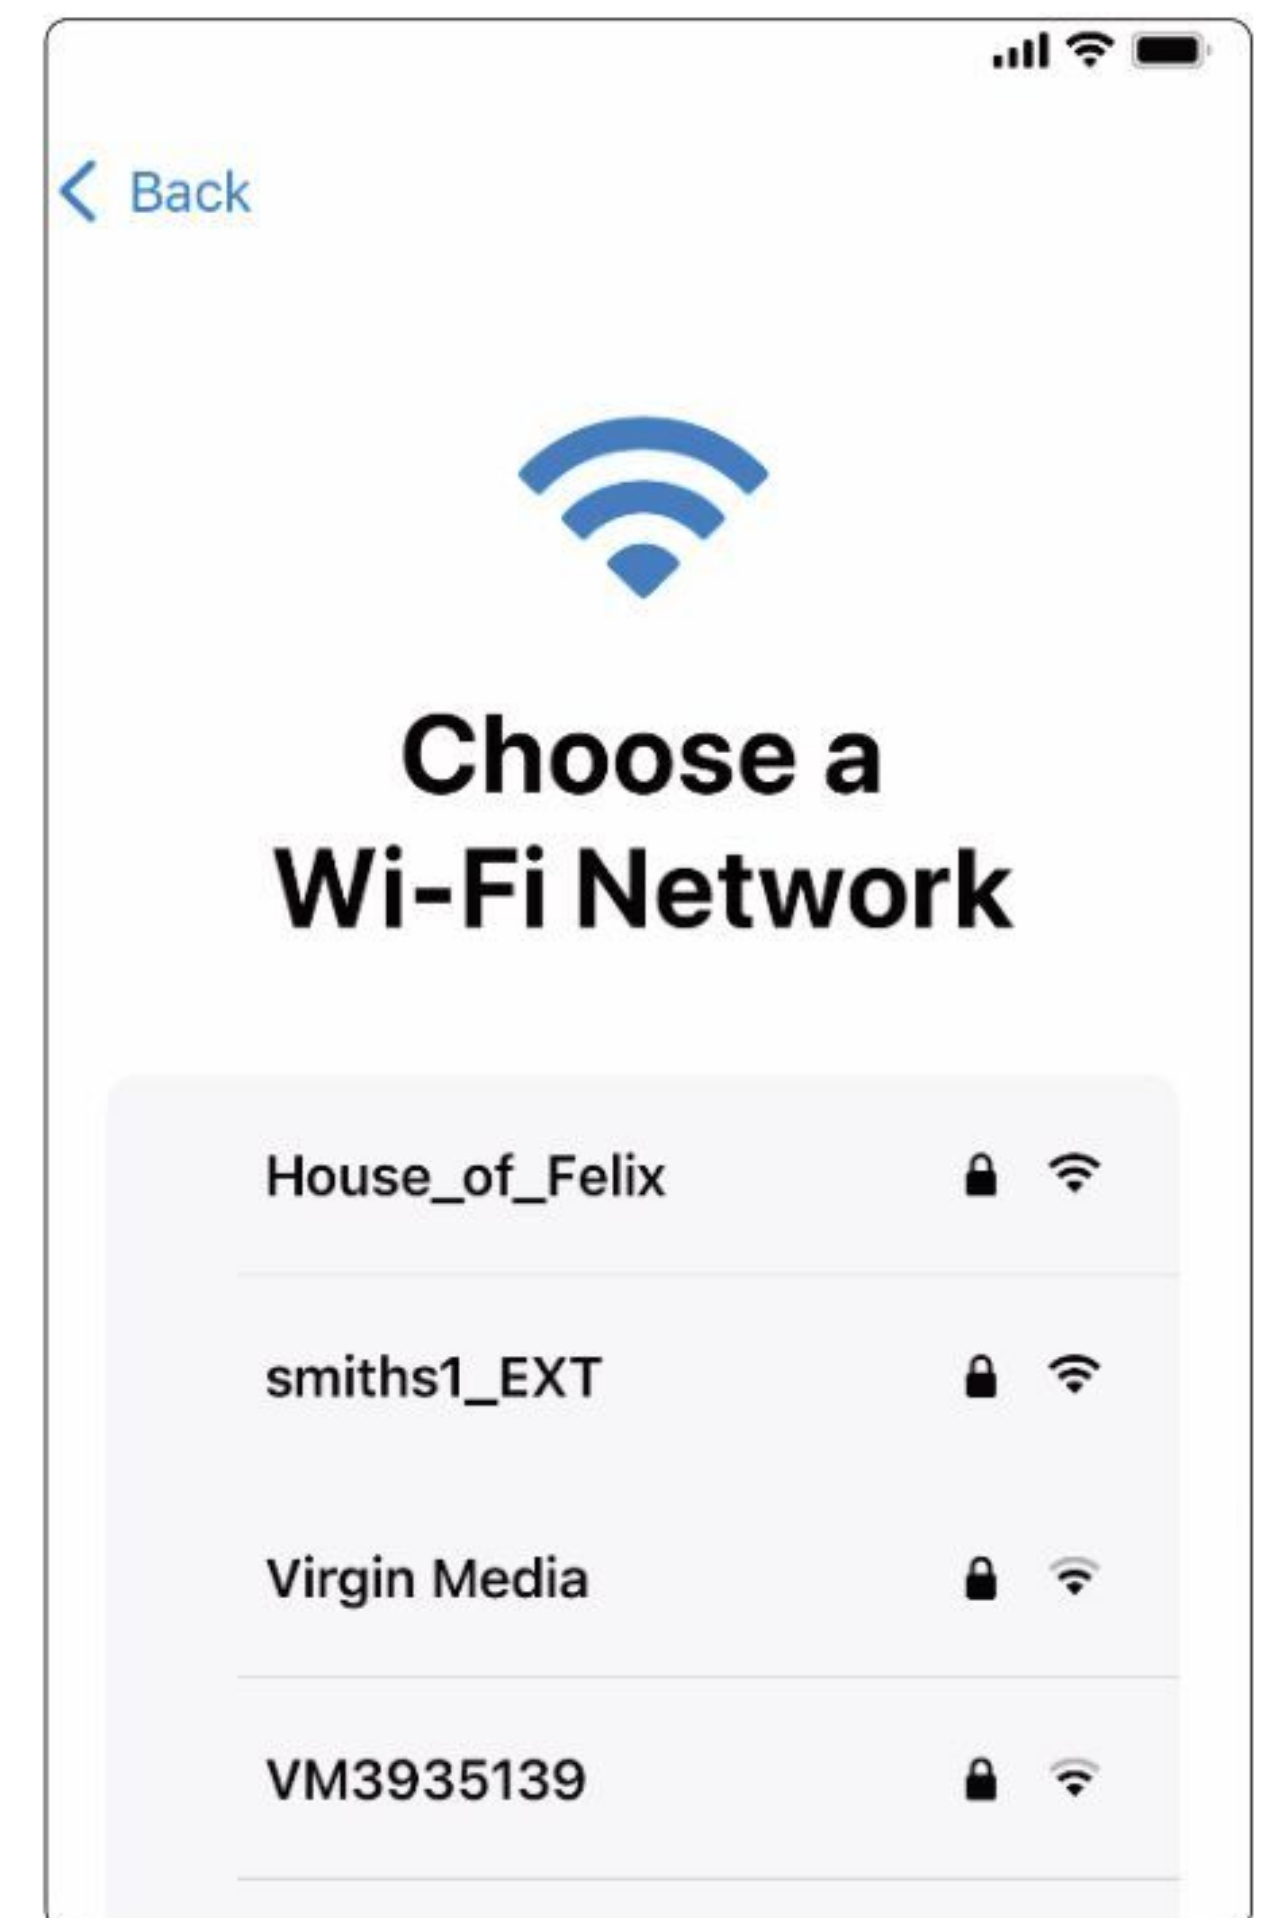 Back
Choose a
Wi-Fi Network
House_of_Felix
smiths1_EXT
Virgin Media
VM3935139